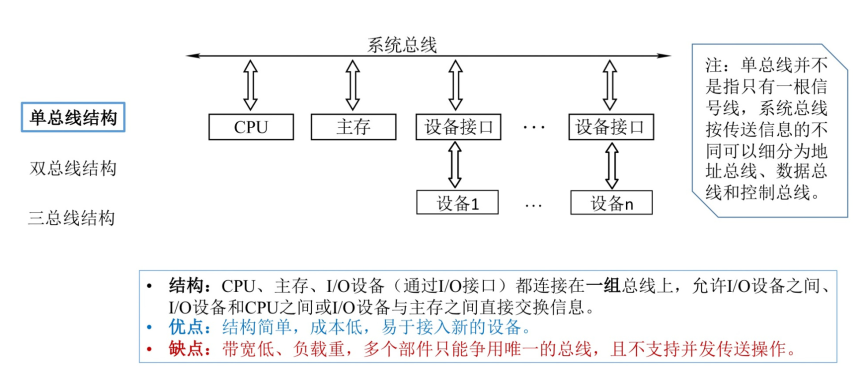 系统总线
单总线结构
双总线结构
三总线结构
CPU
主存
设备接口
...
设备接口
设备1
...
设备n
注：单总线并不
是指只有一根信
号线，系统总线
按传送信息的不
同可以细分为地
址总线、数据总
线和控制总线。
• 结构：CPU、主存、I/O设备（通过I/O接口）都连接在一组总线上，允许I/O设备之间、
I/O设备和CPU之间或I/O设备与主存之间直接交换信息。
• 优点：结构简单，成本低，易于接入新的设备。
• 缺点：带宽低、负载重，多个部件只能争用唯一的总线，且不支持并发传送操作。